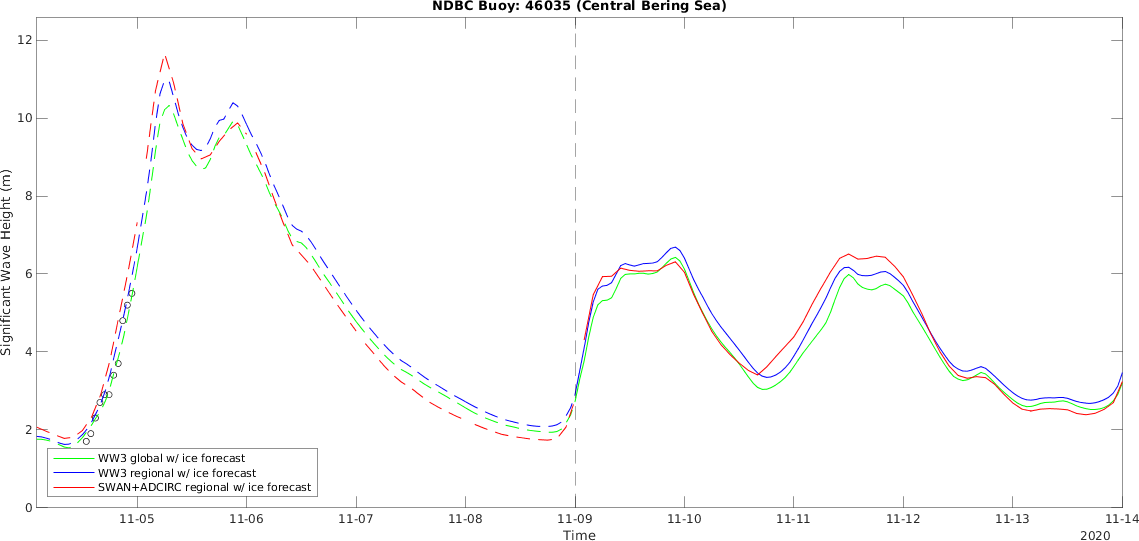 NDBC Buoy: 46035 (Central Bering Sea)
12
10
8
6
4
2
0
Significant Wave Height (m)
WW3 global w/ ice forecast
WW3 regional w/ ice forecast
SWAN+ADCIRC regional w/ ice forecast
11-05 11-06 11-07 11-08 11-09 11-10 11-11 11-12 11-13 11-14
Time
2020